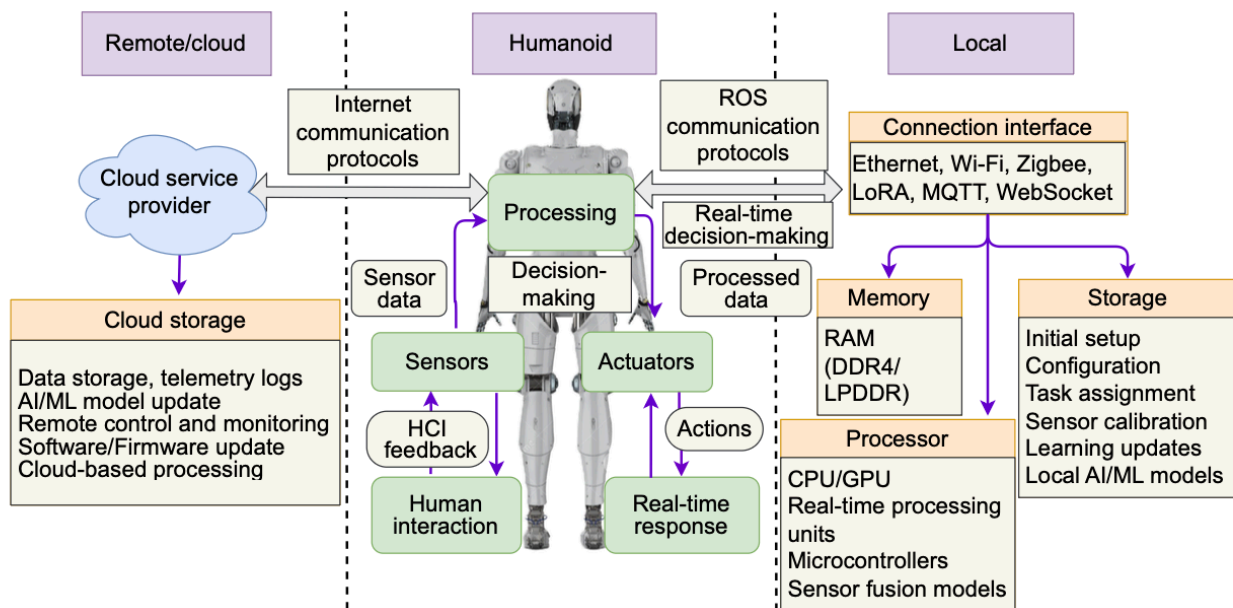 Remote/cloud
Humanoid
Local
Internet
communication
protocols
ROS
communication
protocols
Connection interface
Ethernet, Wi-Fi, Zigbee,
LoRA, MQTT, WebSocket
Cloud service
provider
Processing
Real-time
decision-making
Sensor
data
Decision-
making
Processed
data
Cloud storage
Data storage, telemetry logs
AI/ML model update
Remote control and monitoring
Software/Firmware update
Cloud-based processing
Sensors
Actuators
HCI
feedback
Actions
Human
interaction
Real-time
response
Memory
RAM
(DDR4/
LPDDR)
Storage
Initial setup
Configuration
Task assignment
Sensor calibration
Learning updates
Local AI/ML models
Processor
CPU/GPU
Real-time processing
units
Microcontrollers
Sensor fusion models